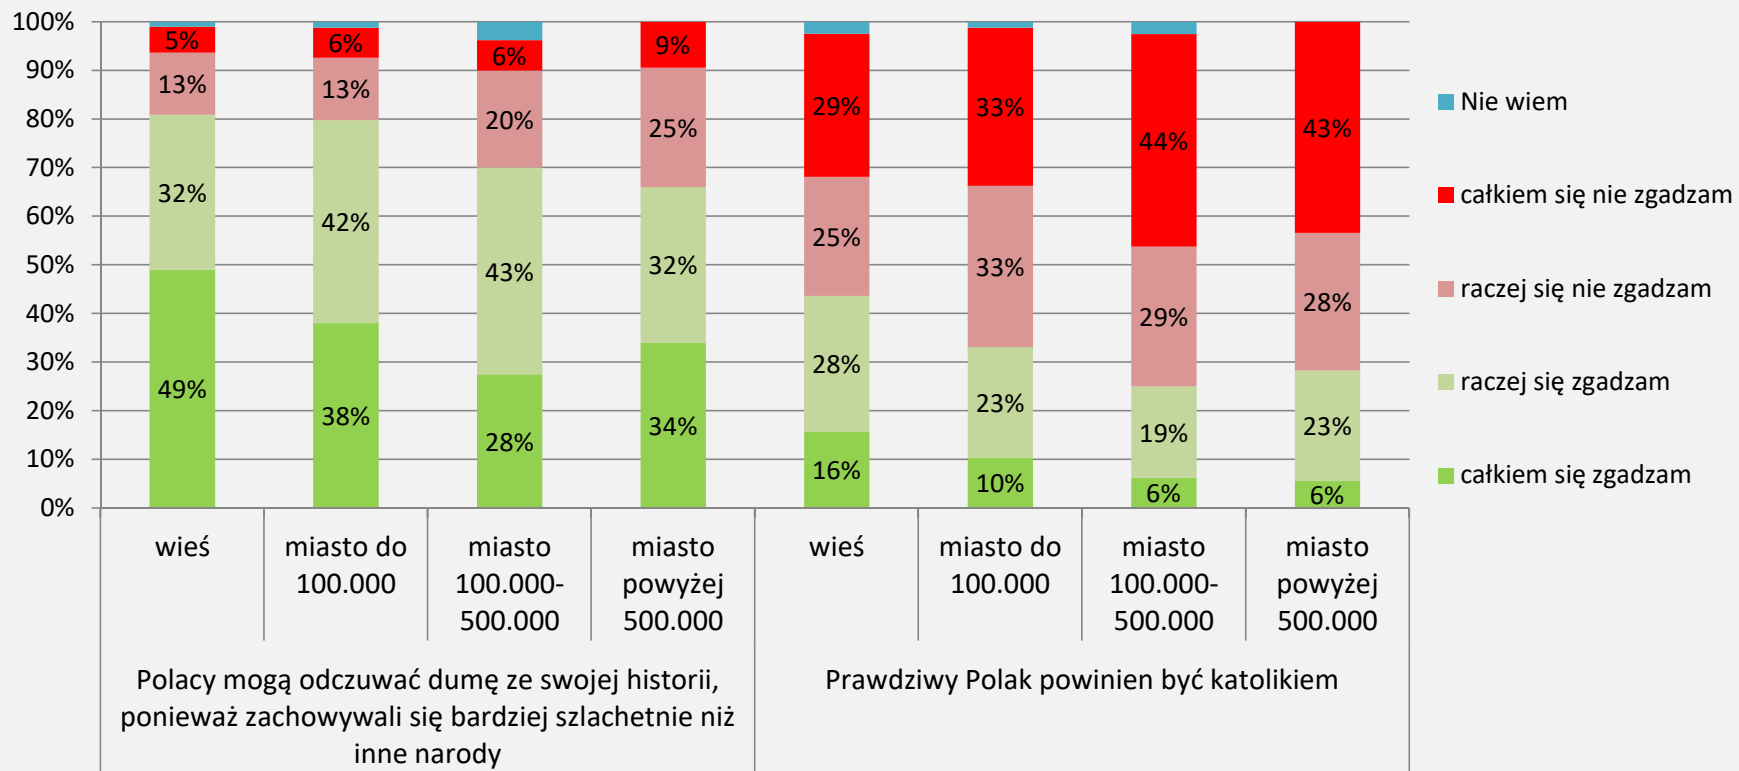 100%
90%
80%
70%
60%
50%
40%
30%
20%
10%
0%
5%
13%
32%
49%
6%
13%
42%
38%
6%
20%
43%
28%
9%
25%
32%
34%
29%
25%
28%
16%
33%
33%
23%
10%
44%
29%
19%
6%
43%
28%
23%
6%
wieś
miasto do
100.000
miasto
100.000-
500.000
miasto
powyżej
500.000
wieś
miasto do
100.000
miasto
100.000-
500.000
miasto
powyżej
500.000
Polacy mogą odczuwać dumę ze swojej historii,
ponieważ zachowywali się bardziej szlachetnie niż
inne narody
Prawdziwy Polak powinien być katolikiem
Nie wiem
całkiem się nie zgadzam
raczej się nie zgadzam
raczej się zgadzam
całkiem się zgadzam